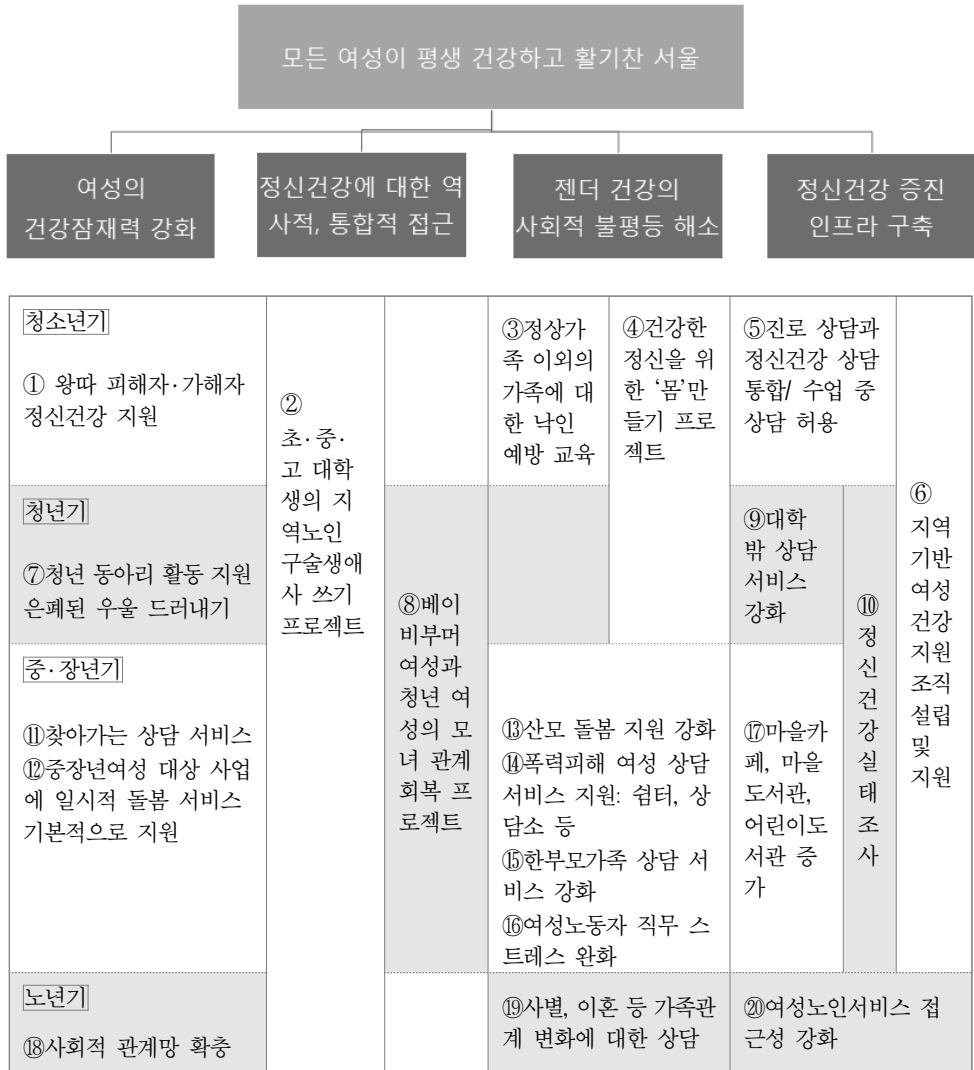 모든 여성이 평생 건강하고 활기찬 서울
여성의
건강잠재력 강화
정신건강에 대한 역
사적, 통합적 접근
젠더 건강의
사회적 불평등 해소
정신건강 증진
인프라 구축
청소년기
① 왕따 피해자·가해자
정신건강 지원
②
초·중·
고 대학
생의 지
역노인
구술생애
사 쓰기
프로젝트
③정상가
족 이외의
가족에 대
한 낙인
예방 교육
④건강한
정신을 위
한 ‘몸’만
들기 프로
젝트
⑤진로 상담과
정신건강 상담
통합/ 수업 중
상담 허용
⑥
지역
기반
여성
건강
지원
조직
설립
및
지원
청년기
⑦청년 동아리 활동 지원
은폐된 우울 드러내기
⑧베이
비부머
여성과
청년 여
성의 모
녀 관계
회복 프
로젝트
⑨대학
밖 상담
서비스
강화
⑩
정
신
건
강
실
태
조
사
중·장년기
⑪찾아가는 상담 서비스
⑫중장년여성 대상 사업
에 일시적 돌봄 서비스
기본적으로 지원
⑬산모 돌봄 지원 강화
⑭폭력피해 여성 상담
서비스 지원: 쉼터, 상
담소 등
⑮한부모가족 상담 서
비스 강화
⑯여성노동자 직무 스
트레스 완화
⑰마을카
페, 마을
도서관,
어린이도
서관 증
가
노년기
⑱사회적 관계망 확충
⑲사별, 이혼 등 가족관
계 변화에 대한 상담
⑳여성노인서비스 접
근성 강화